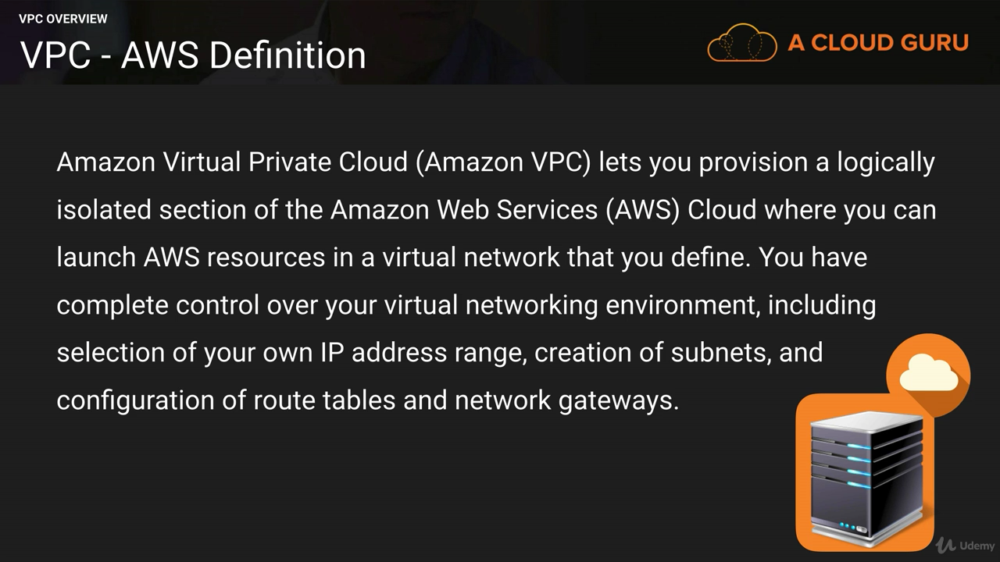 VPC OVERVIEW
VPC - AWS Definition
A CLOUD GURU
Amazon Virtual Private Cloud (Amazon VPC) lets you provision a logically
isolated section of the Amazon Web Services (AWS) Cloud where you can
launch AWS resources in a virtual network that you define. You have
complete control over your virtual networking environment, including
selection of your own IP address range, creation of subnets, and
configuration of route tables and network gateways.
Udemy